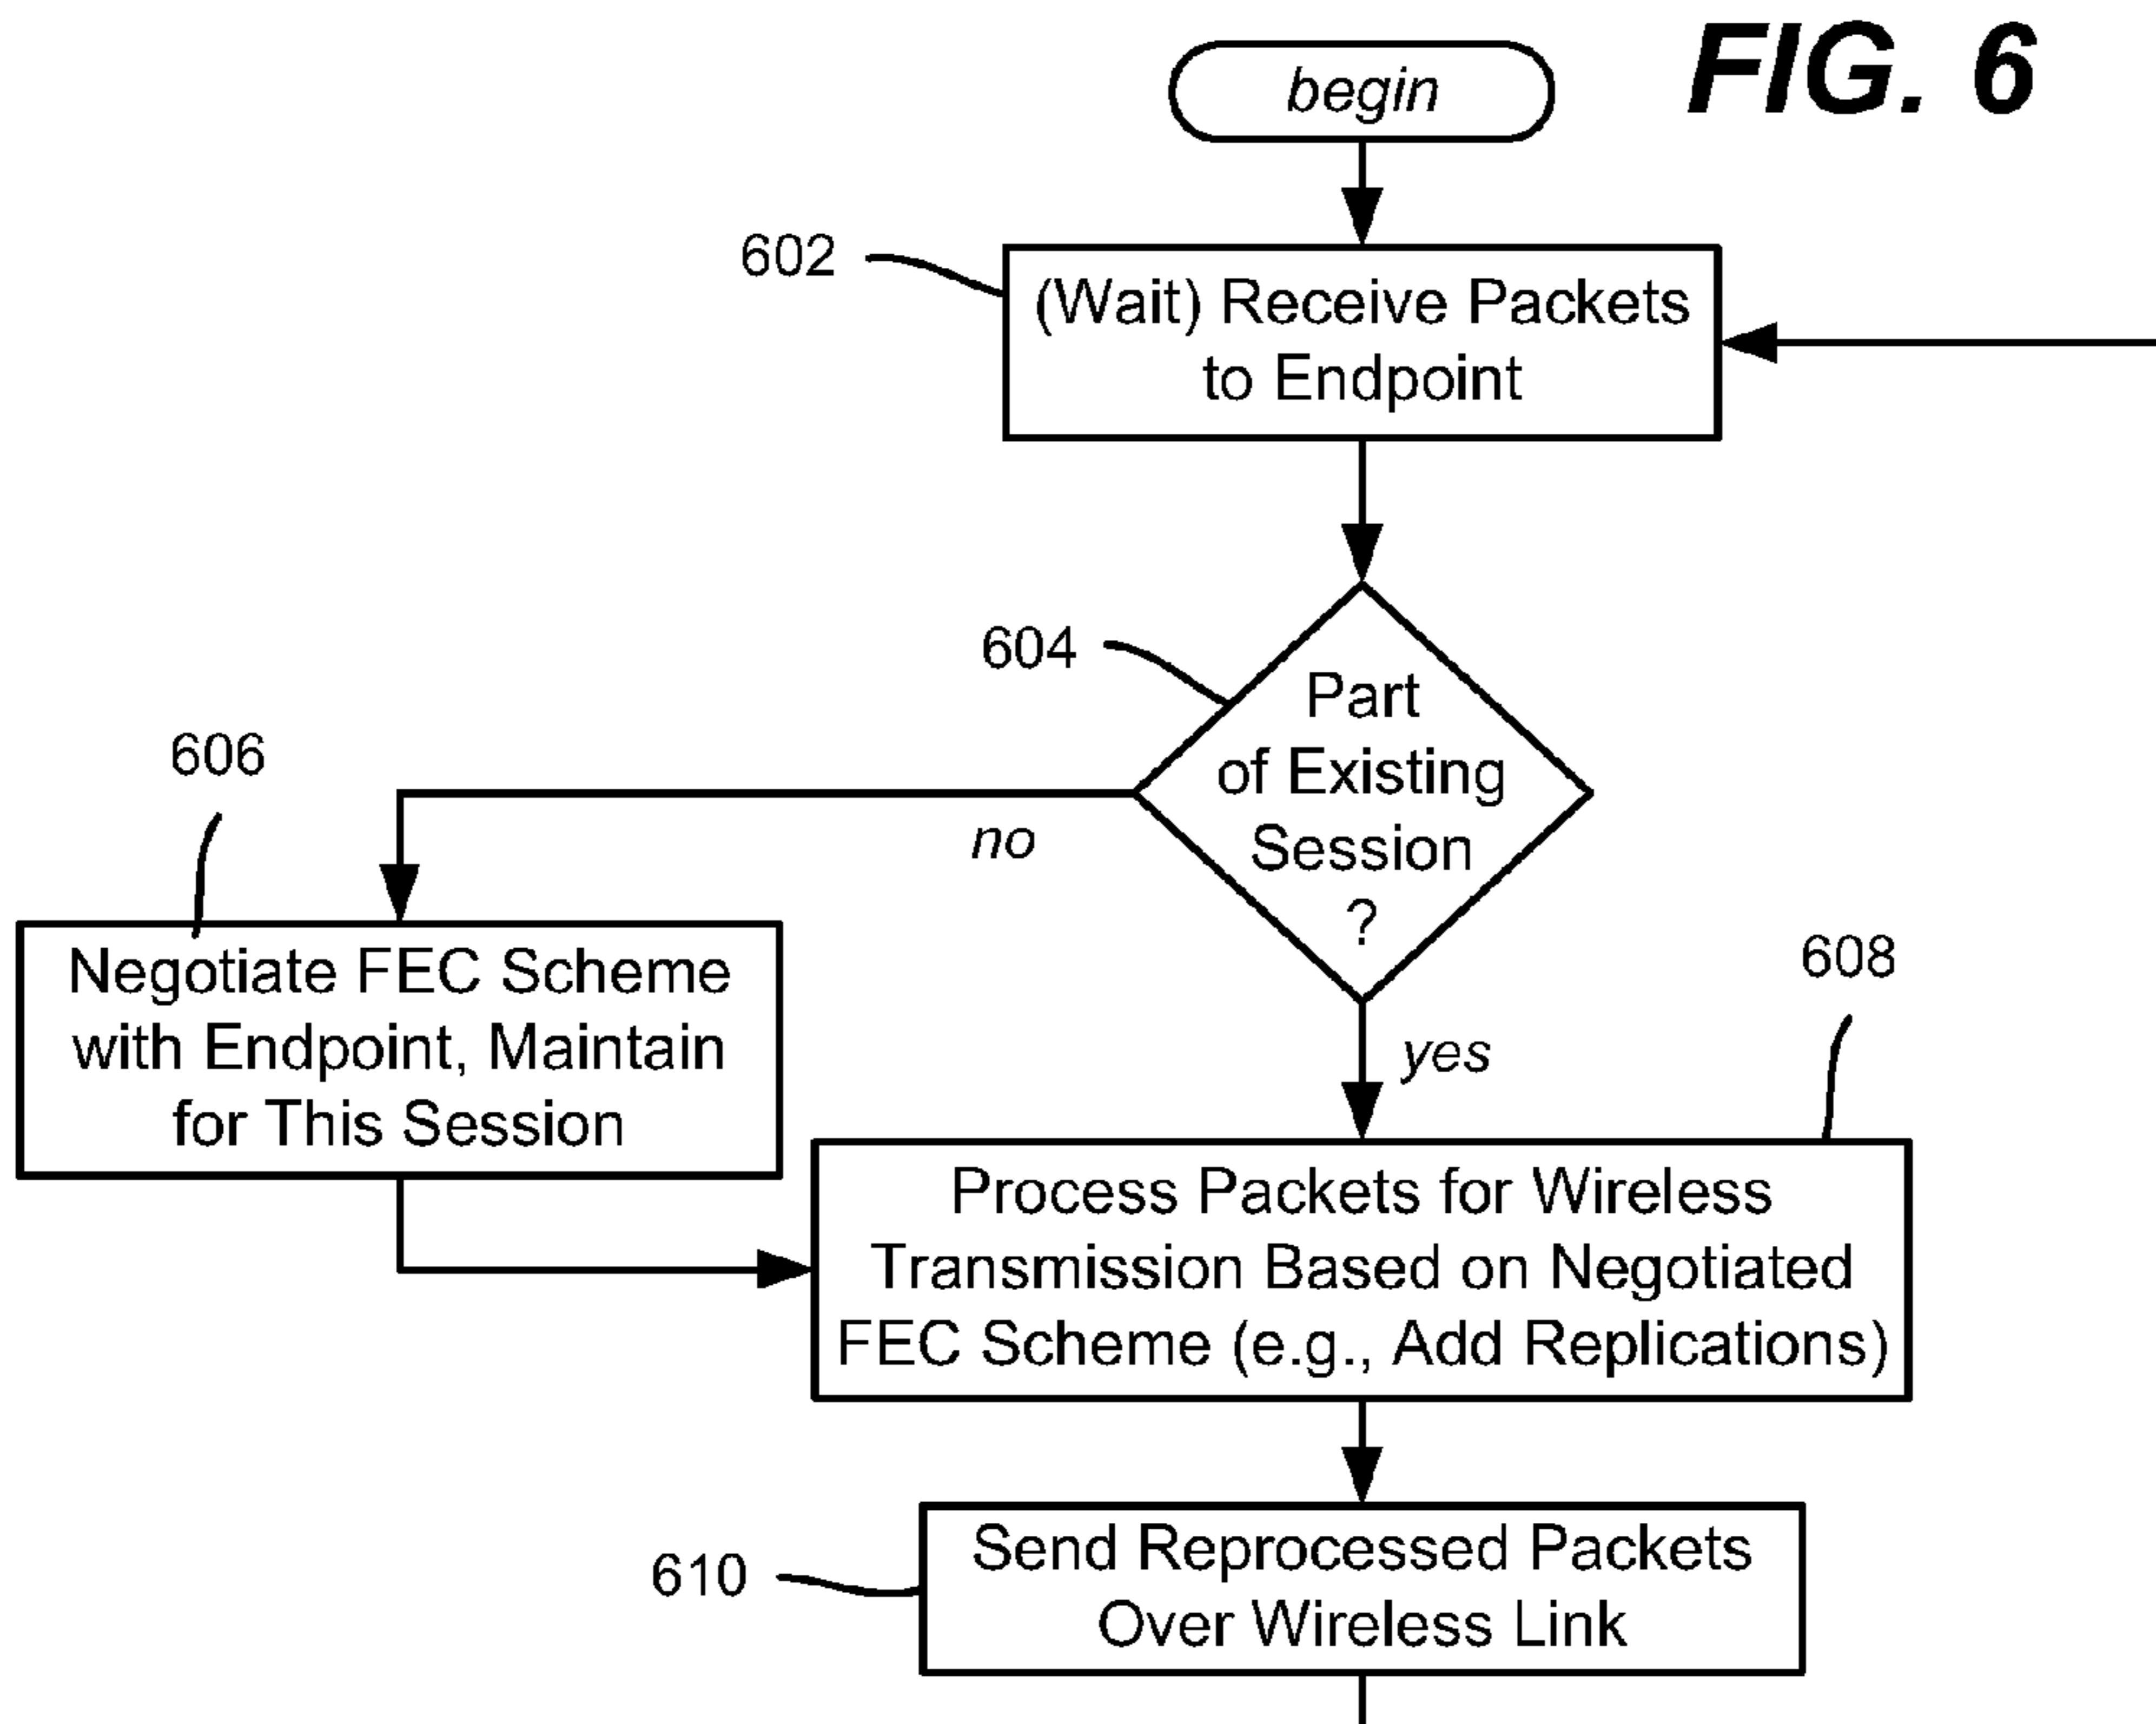 FIG. 6
begin
602
(Wait) Receive Packets
to Endpoint
604
Part
of Existing
Session
?
no
606
Negotiate FEC Scheme
with Endpoint, Maintain
for This Session
yes
608
Process Packets for Wireless
Transmission Based on Negotiated
FEC Scheme (e.g., Add Replications)
610
Send Reprocessed Packets
Over Wireless Link